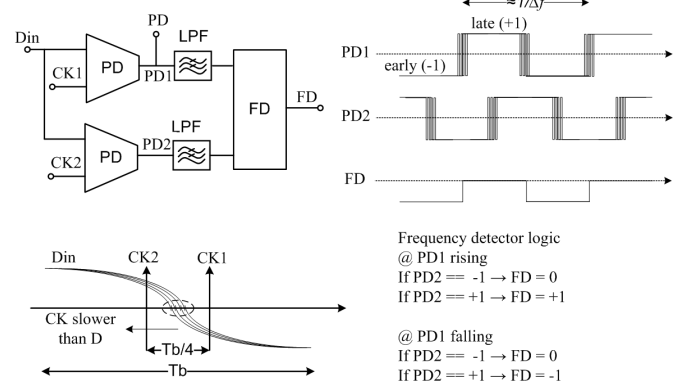 PD
LPF
Din
PD
CK1
PD1
FD
FD
LPF
PD2
PD
CK2
≈ 1/Δf
late (+1)
PD1
early (-1)
PD2
FD
Din
CK2
CK1
CK slower
than D
Tb/4
Tb
Frequency detector logic
@ PD1 rising
If PD2 == -1 → FD = 0
If PD2 == +1 → FD = +1
@ PD1 falling
If PD2 == -1 → FD = 0
If PD2 == +1 → FD = -1